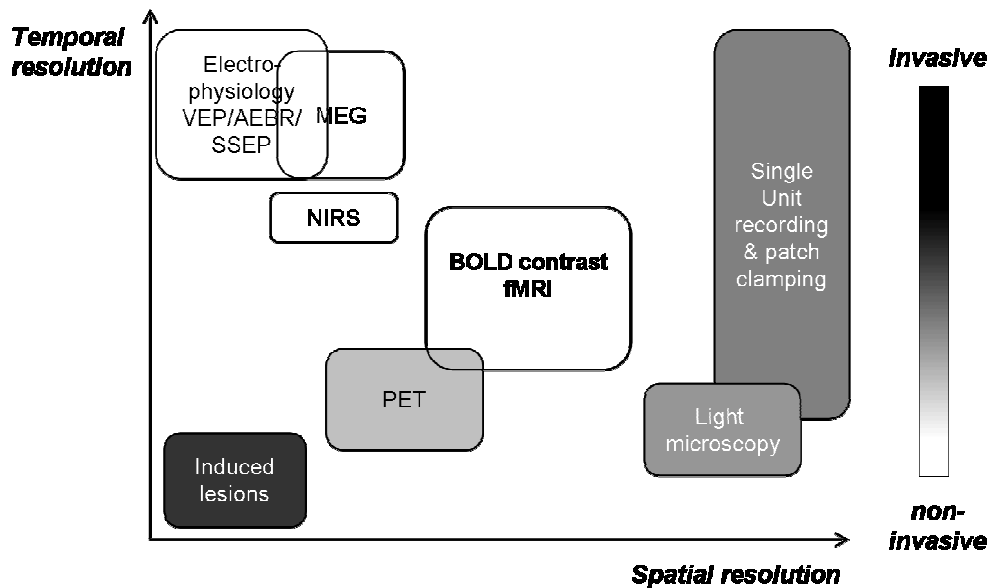 Temporal
resolution
Electro-
physiology
VEP/AEBR/
SSEP
MEG
NIRS
BOLD contrast
fMRI
PET
Induced
lesions
Single
Unit
recording
& patch
clamping
Light
microscopy
Invasive
non-
invasive
Spatial resolution